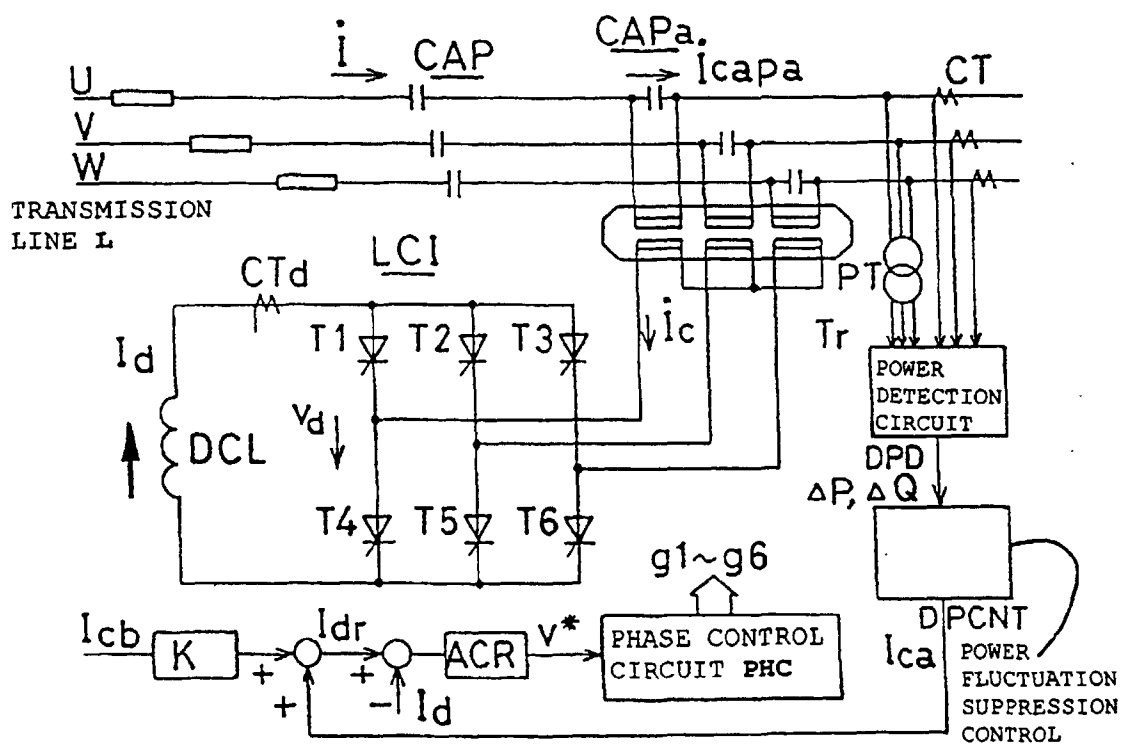 i CAP CAPa. icapa CT
U
V
W
TRANSMISSION
LINE L
LCI
CTd
PT
Tr
ic
Id
T1 T2 T3
Vd
DCL
T4 T5 T6
POWER
DETECTION
CIRCUIT
DPD
ΔP, ΔQ
DPCNT
g1~g6
Icb K Idr ACR V*
+ + + − Id
PHASE CONTROL
CIRCUIT PHC
Ica
POWER
FLUCTUATION
SUPPRESSION
CONTROL